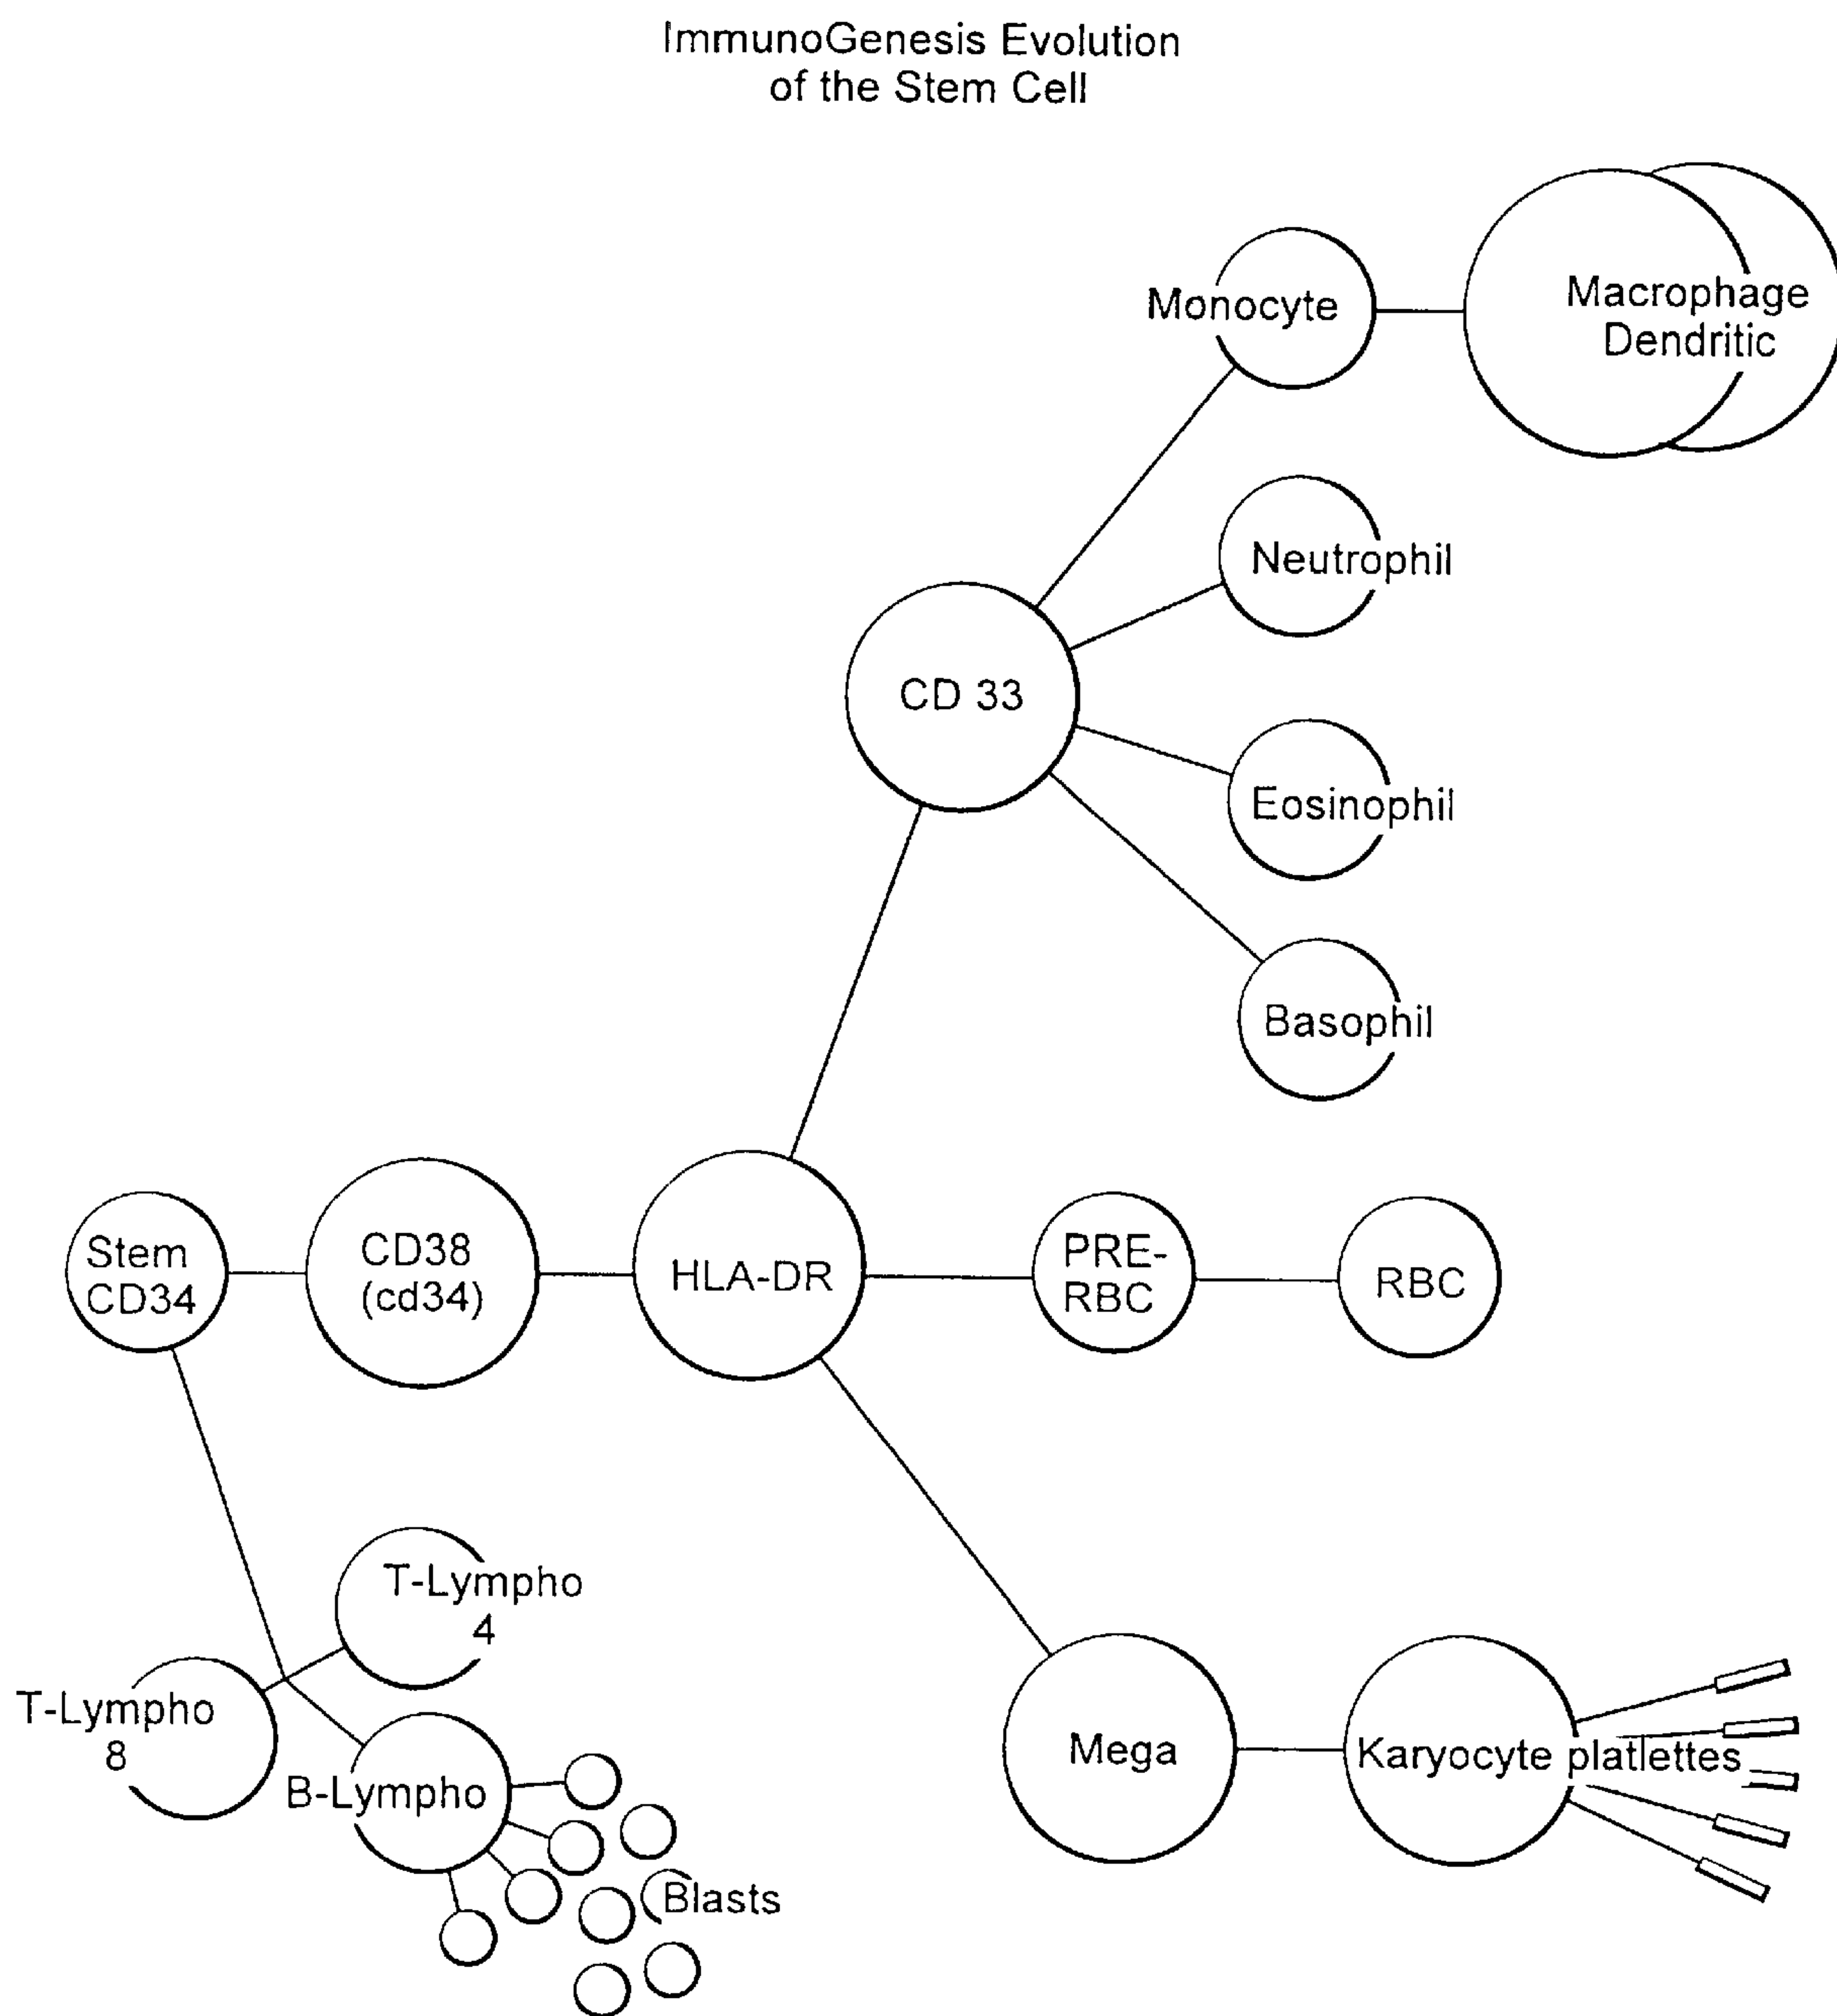 ImmunoGenesis Evolution
of the Stem Cell
Monocyte
Macrophage
Dendritic
Neutrophil
CD 33
Eosinophil
Basophil
Stem
CD34
CD38
(cd34)
HLA-DR
PRE-
RBC
RBC
T-Lympho
4
T-Lympho
8
B-Lympho
Blasts
Mega
Karyocyte platlettes